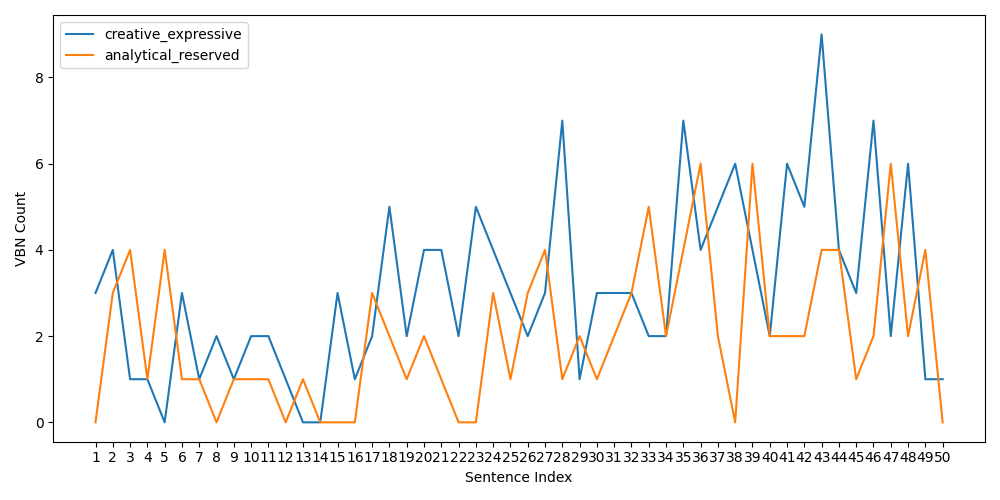 creative_expressive
analytical_reserved
8
6
4
2
0
VBN Count
1 2 3 4 5 6 7 8 9 10 11 12 13 14 15 16 17 18 19 20 21 22 23 24 25 26 27 28 29 30 31 32 33 34 35 36 37 38 39 40 41 42 43 44 45 46 47 48 49 50
Sentence Index